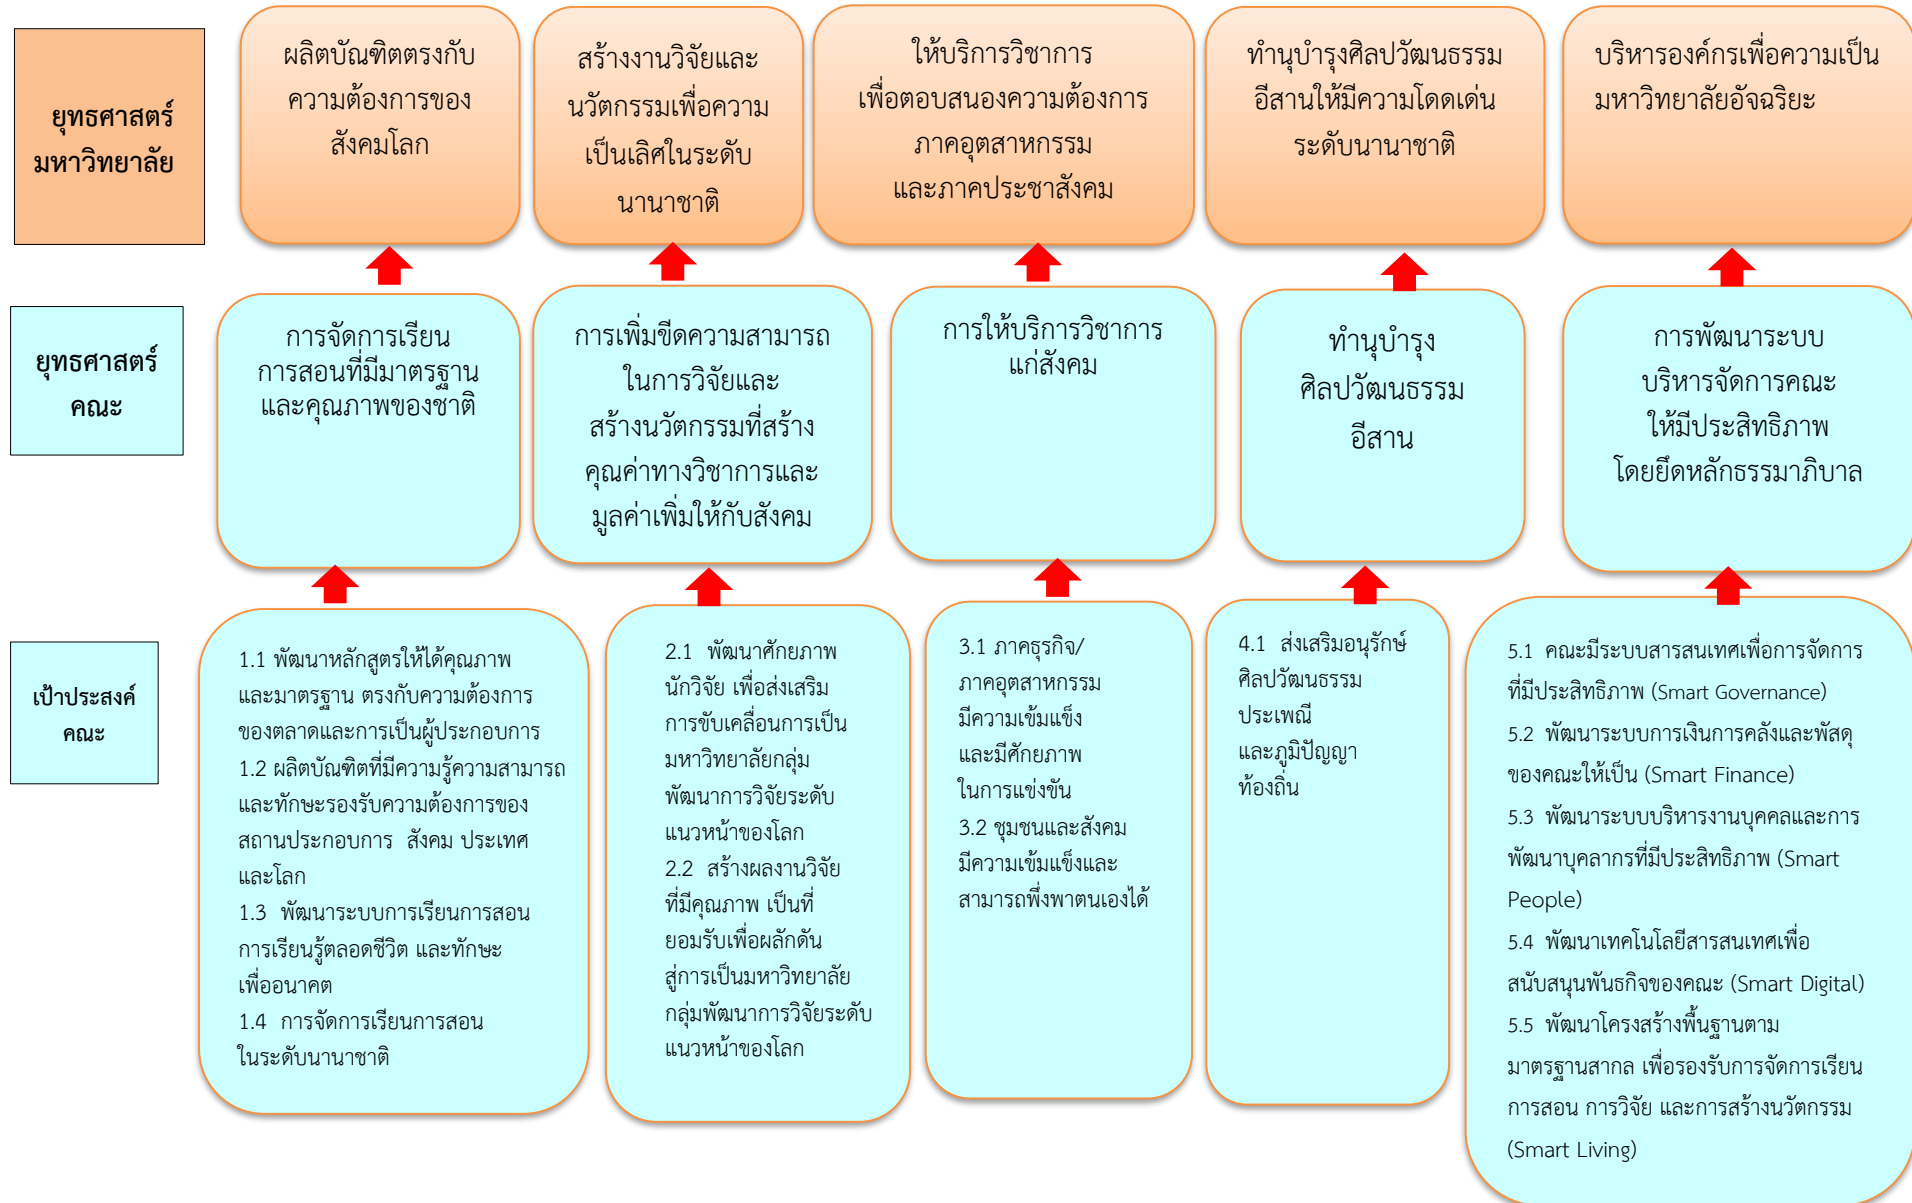 ยุทธศาสตร์
มหาวิทยาลัย
ผลิตบัณฑิตตรงกับ
ความต้องการของ
สังคมโลก
สร้างงานวิจัยและ
นวัตกรรมเพื่อความ
เป็นเลิศในระดับ
นานาชาติ
ให้บริการวิชาการ
เพื่อตอบสนองความต้องการ
ภาคอุตสาหกรรม
และภาคประชาสังคม
ทำนุบำรุงศิลปวัฒนธรรม
อีสานให้มีความโดดเด่น
ระดับนานาชาติ
บริหารองค์กรเพื่อความเป็น
มหาวิทยาลัยอัจฉริยะ
ยุทธศาสตร์
คณะ
การจัดการเรียน
การสอนที่มีมาตรฐาน
และคุณภาพของชาติ
การเพิ่มขีดความสามารถ
ในการวิจัยและ
สร้างนวัตกรรมที่สร้าง
คุณค่าทางวิชาการและ
มูลค่าเพิ่มให้กับสังคม
การให้บริการวิชาการ
แก่สังคม
ทำนุบำรุง
ศิลปวัฒนธรรม
อีสาน
การพัฒนาระบบ
บริหารจัดการคณะ
ให้มีประสิทธิภาพ
โดยยึดหลักธรรมาภิบาล
เป้าประสงค์
คณะ
1.1 พัฒนาหลักสูตรให้ได้คุณภาพ
และมาตรฐาน ตรงกับความต้องการ
ของตลาดและการเป็นผู้ประกอบการ
1.2 ผลิตบัณฑิตที่มีความรู้ความสามารถ
และทักษะรองรับความต้องการของ
สถานประกอบการ สังคม ประเทศ
และโลก
1.3 พัฒนาระบบการเรียนการสอน
การเรียนรู้ตลอดชีวิต และทักษะ
เพื่ออนาคต
1.4 การจัดการเรียนการสอน
ในระดับนานาชาติ
2.1 พัฒนาศักยภาพ
นักวิจัย เพื่อส่งเสริม
การขับเคลื่อนการเป็น
มหาวิทยาลัยกลุ่ม
พัฒนาการวิจัยระดับ
แนวหน้าของโลก
2.2 สร้างผลงานวิจัย
ที่มีคุณภาพ เป็นที่
ยอมรับเพื่อผลักดัน
สู่การเป็นมหาวิทยาลัย
กลุ่มพัฒนาการวิจัยระดับ
แนวหน้าของโลก
3.1 ภาคธุรกิจ/
ภาคอุตสาหกรรม
มีความเข้มแข็ง
และมีศักยภาพ
ในการแข่งขัน
3.2 ชุมชนและสังคม
มีความเข้มแข็งและ
สามารถพึ่งพาตนเองได้
4.1 ส่งเสริมอนุรักษ์
ศิลปวัฒนธรรม
ประเพณี
และภูมิปัญญา
ท้องถิ่น
5.1 คณะมีระบบสารสนเทศเพื่อการจัดการ
ที่มีประสิทธิภาพ (Smart Governance)
5.2 พัฒนาระบบการเงินการคลังและพัสดุ
ของคณะให้เป็น (Smart Finance)
5.3 พัฒนาระบบบริหารงานบุคคลและการ
พัฒนาบุคลากรที่มีประสิทธิภาพ (Smart
People)
5.4 พัฒนาเทคโนโลยีสารสนเทศเพื่อ
สนับสนุนพันธกิจของคณะ (Smart Digital)
5.5 พัฒนาโครงสร้างพื้นฐานตาม
มาตรฐานสากล เพื่อรองรับการจัดการเรียน
การสอน การวิจัย และการสร้างนวัตกรรม
(Smart Living)